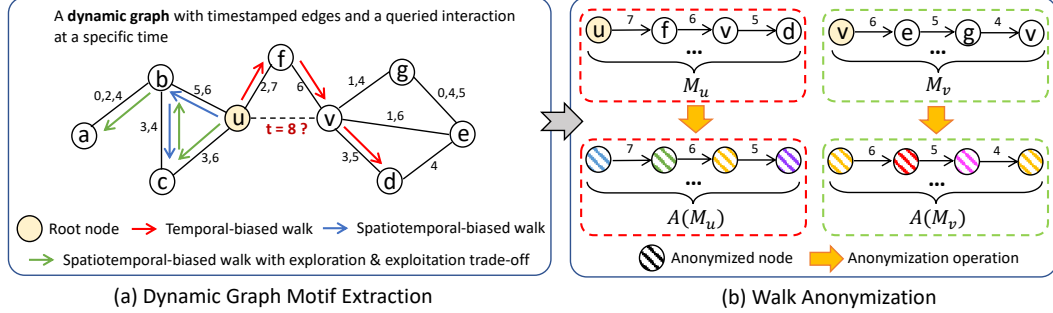 A dynamic graph with timestamped edges and a queried interaction
at a specific time
f
g
b
2,7
6
1,4
0,4,5
0,2,4
5,6
a
u
t = 8 ?
v
1,6
e
3,4
3,6
3,5
4
c
d
Root node
Temporal-biased walk
Spatiotemporal-biased walk
Spatiotemporal-biased walk with exploration & exploitation trade-off
(a) Dynamic Graph Motif Extraction
u 7 f 6 v 5 d
...
M_u
v 6 e 5 g 4 v
...
M_v
7 6 5
...
A(M_u)
6 5 4
...
A(M_v)
Anonymized node
Anonymization operation
(b) Walk Anonymization